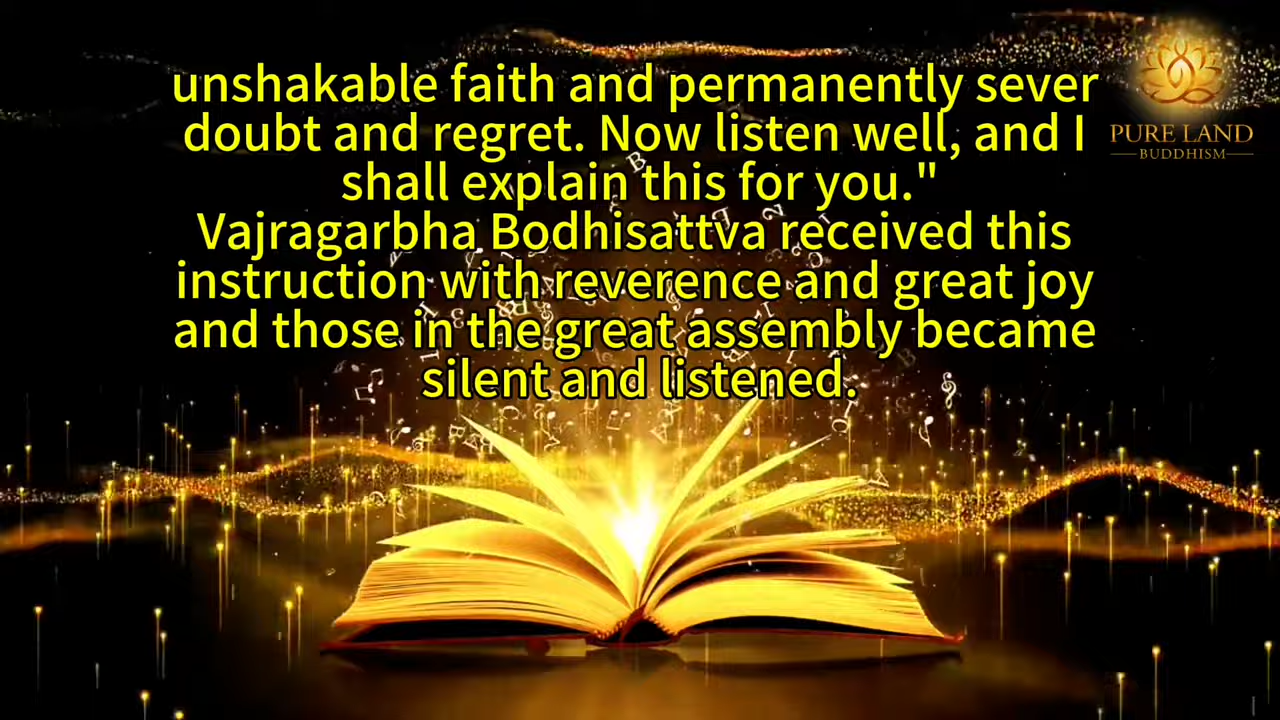 unshakable faith and permanently sever
doubt and regret. Now listen well, and I
shall explain this for you."
Vajragarbha Bodhisattva received this
instruction with reverence and great joy
and those in the great assembly became
silent and listened.
PURE LAND
BUDDHISM